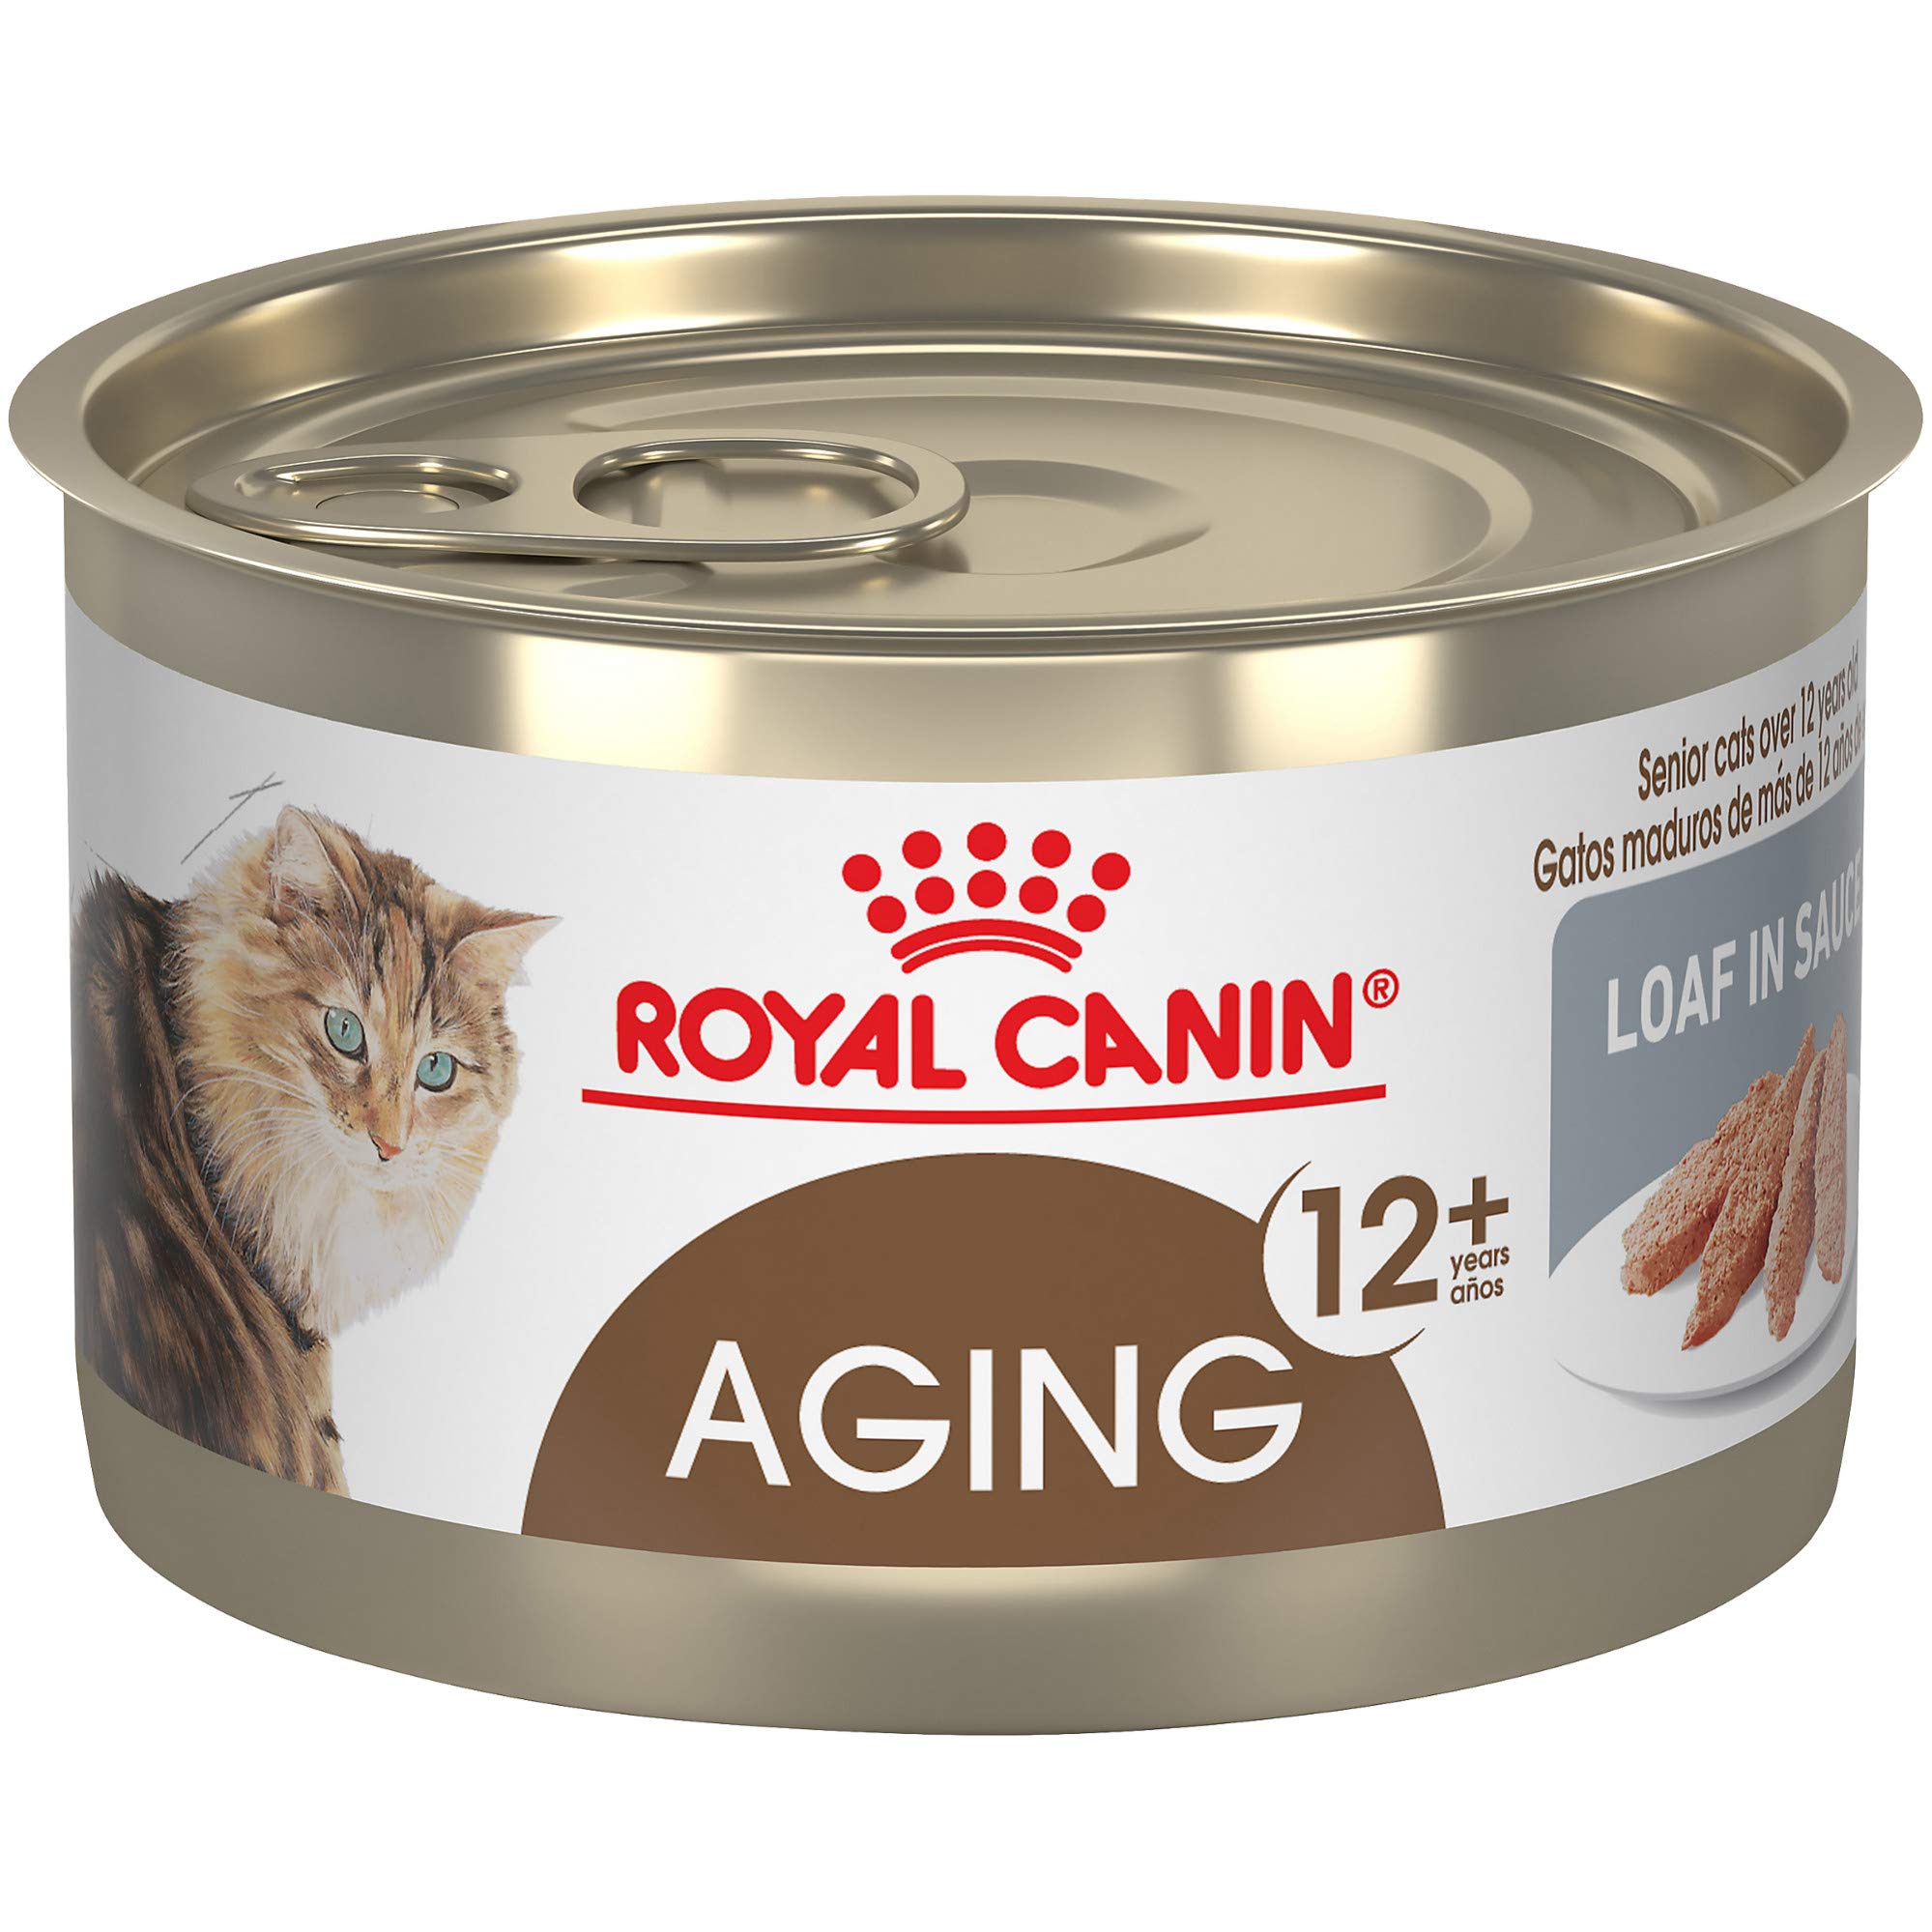 Senior cats over 12 years old
Gatos maduros de más de 12 años de
LOAF IN SAUCE
ROYAL CANIN®
12+
years
años
AGING